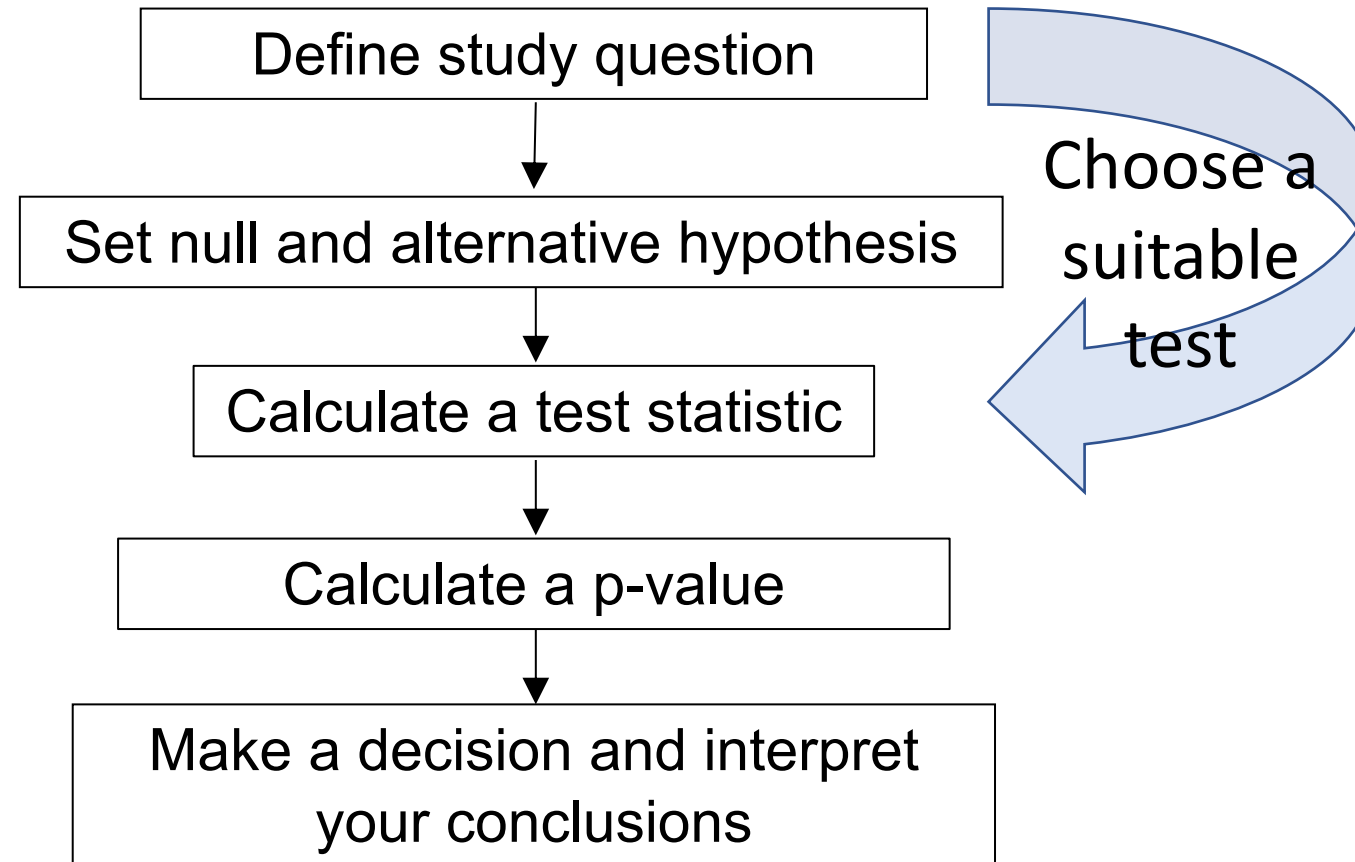 Define study question
Choose a
suitable
test
Set null and alternative hypothesis
Calculate a test statistic
Calculate a p-value
Make a decision and interpret
your conclusions